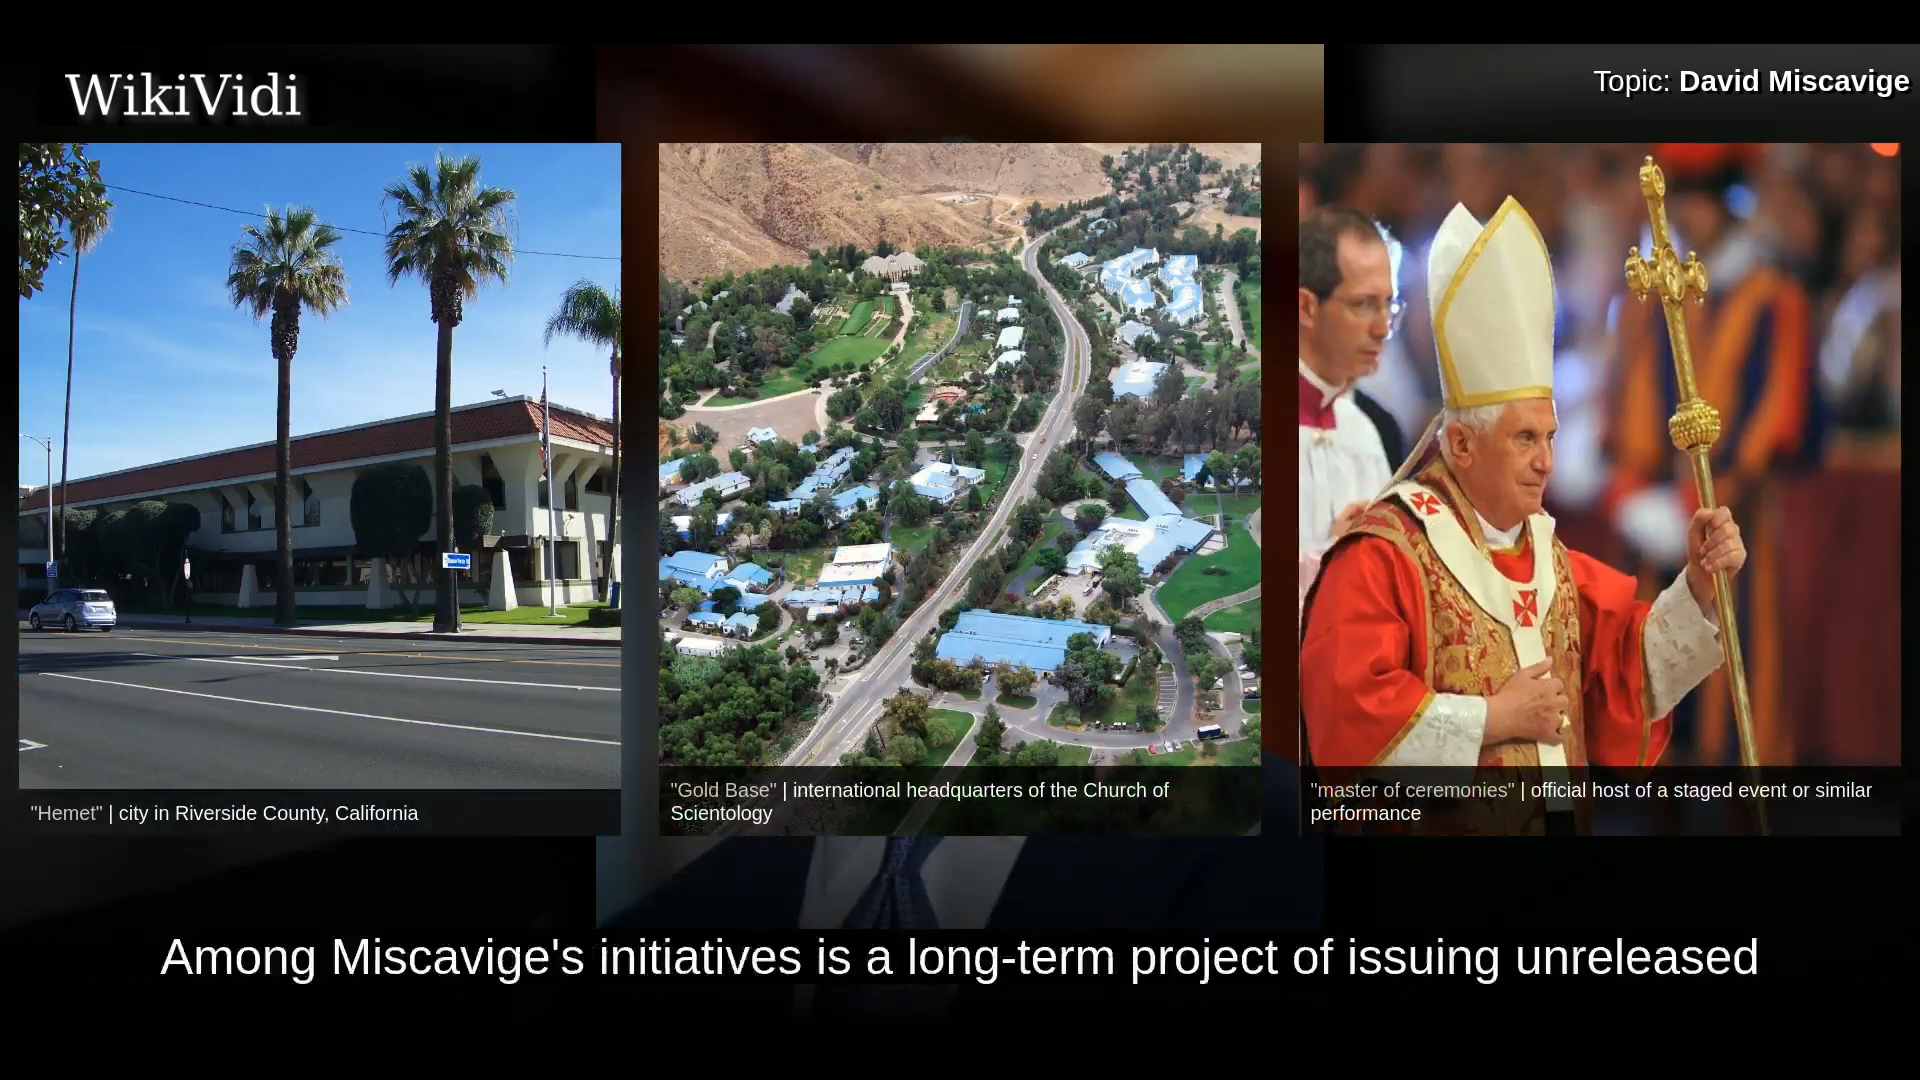 WikiVidi
Topic: David Miscavige
"Hemet" | city in Riverside County, California
"Gold Base" | international headquarters of the Church of
Scientology
"master of ceremonies" | official host of a staged event or similar
performance
Among Miscavige's initiatives is a long-term project of issuing unreleased